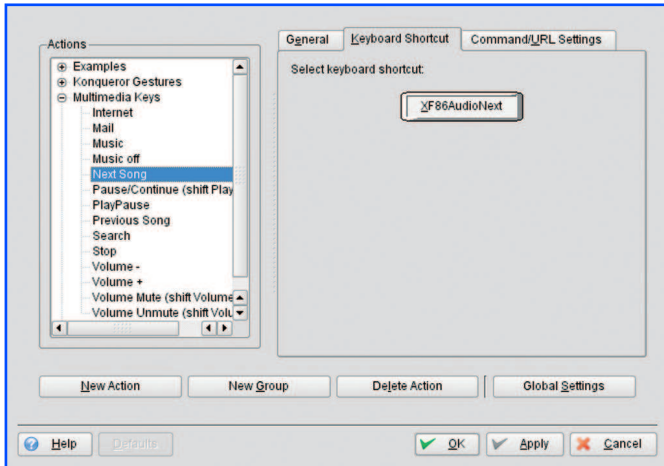 Actions
Examples
Konqueror Gestures
Multimedia Keys
Internet
Mail
Music
Music off
Next Song
Pause/Continue (shift Play
PlayPause
Previous Song
Search
Stop
Volume -
Volume +
Volume Mute (shift Volume
Volume Unmute (shift Volu
General Keyboard Shortcut Command/URL Settings
Select keyboard shortcut:
XF86AudioNext
New Action New Group Delete Action Global Settings
Help Defaults OK Apply Cancel